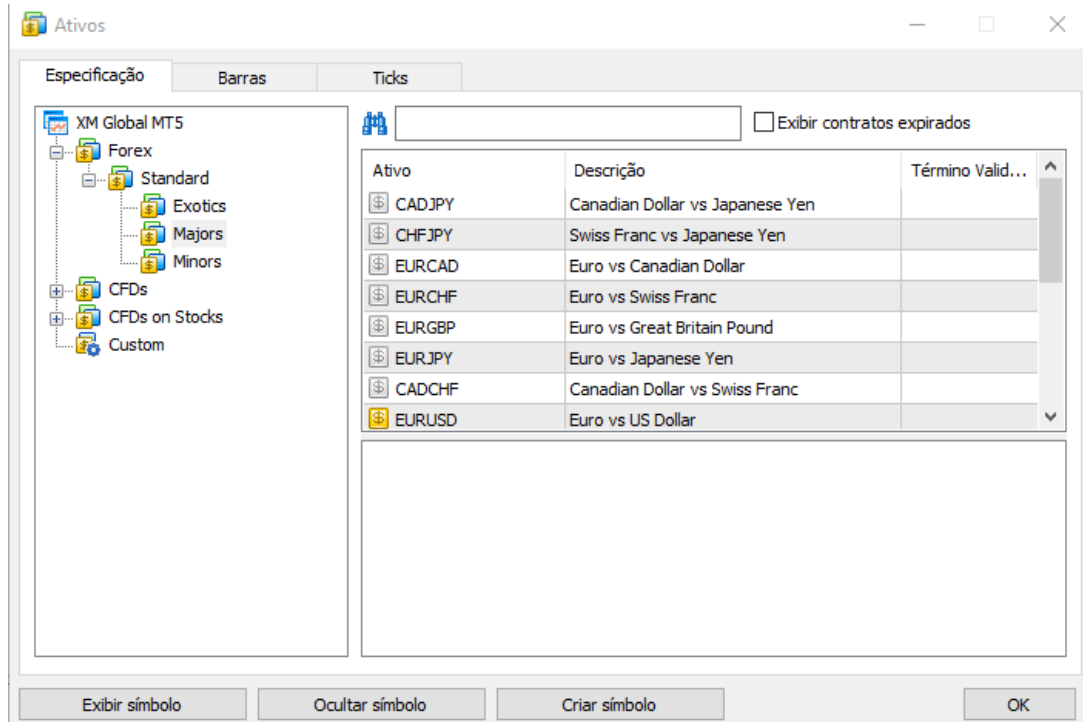 Ativos
Especificação Barras Ticks
XM Global MT5
Forex
Standard
Exotics
Majors
Minors
CFDs
CFDs on Stocks
Custom
Exibir contratos expirados
Ativo Descrição Término Valid...
CADJPY Canadian Dollar vs Japanese Yen
CHFJPY Swiss Franc vs Japanese Yen
EURCAD Euro vs Canadian Dollar
EURCHF Euro vs Swiss Franc
EURGBP Euro vs Great Britain Pound
EURJPY Euro vs Japanese Yen
CADCHF Canadian Dollar vs Swiss Franc
EURUSD Euro vs US Dollar
Exibir símbolo Ocultar símbolo Criar símbolo OK